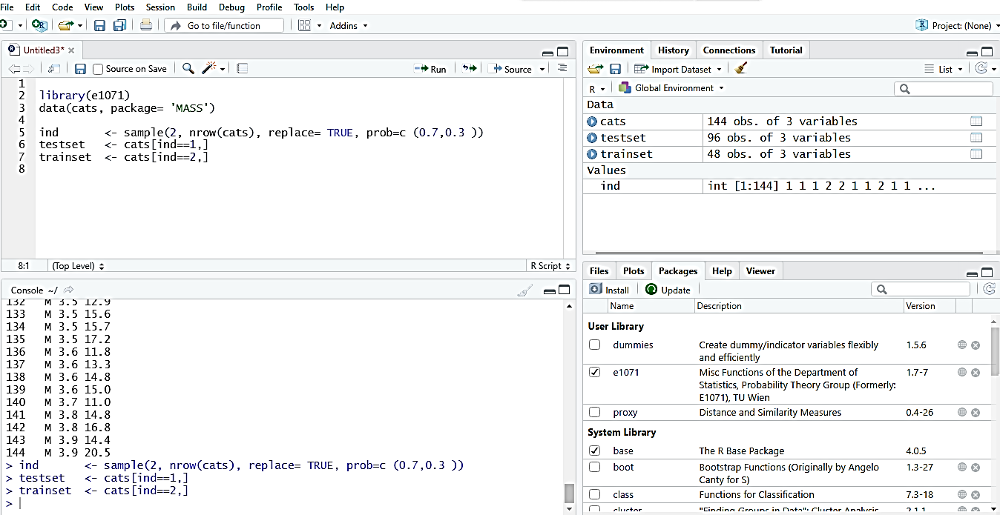 File Edit Code View Plots Session Build Debug Profile Tools Help
Go to file/function Addins Project: (None)
Untitled3*
Source on Save Run Source
1
2 library(e1071)
3 data(cats, package= 'MASS')
4
5 ind <- sample(2, nrow(cats), replace= TRUE, prob=c (0.7,0.3 ))
6 testset <- cats[ind==1,]
7 trainset <- cats[ind==2,]
8
8:1 (Top Level) R Script
Console ~/
132 M 3.5 12.9
133 M 3.5 15.6
134 M 3.5 15.7
135 M 3.5 17.2
136 M 3.6 11.8
137 M 3.6 13.3
138 M 3.6 14.8
139 M 3.6 15.0
140 M 3.7 11.0
141 M 3.8 14.8
142 M 3.8 16.8
143 M 3.9 14.4
144 M 3.9 20.5
> ind <- sample(2, nrow(cats), replace= TRUE, prob=c (0.7,0.3 ))
> testset <- cats[ind==1,]
> trainset <- cats[ind==2,]
>
Environment History Connections Tutorial
Import Dataset List
R Global Environment
Data
cats 144 obs. of 3 variables
testset 96 obs. of 3 variables
trainset 48 obs. of 3 variables
Values
ind int [1:144] 1 1 1 2 2 1 1 2 1 1 ...
Files Plots Packages Help Viewer
Install Update
Name Description Version
User Library
dummies Create dummy/indicator variables flexibly 1.5.6
and efficiently
e1071 Misc Functions of the Department of 1.7-7
Statistics, Probability Theory Group (Formerly:
E1071), TU Wien
proxy Distance and Similarity Measures 0.4-26
System Library
base The R Base Package 4.0.5
boot Bootstrap Functions (Originally by Angelo 1.3-27
Canty for S)
class Functions for Classification 7.3-18
cluster "Finding Groups in Data": Cluster Analysis 2.1.1